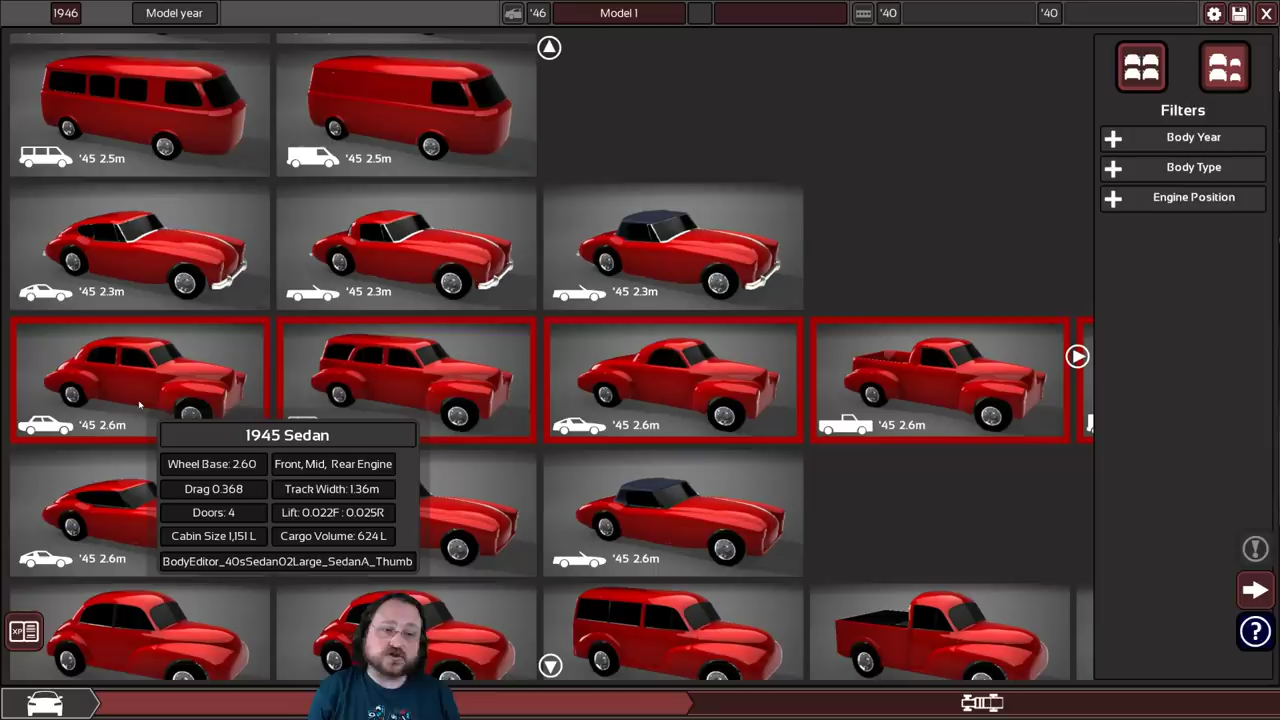 1946
Model year
'46
Model 1
'40
'40
'45 2.5m
'45 2.5m
'45 2.3m
'45 2.3m
'45 2.3m
'45 2.6m
'45 2.6m
'45 2.6m
1945 Sedan
Wheel Base: 2.60
Front, Mid, Rear Engine
Drag 0.368
Track Width: 1.36m
Doors: 4
Lift: 0.022F : 0.025R
Cabin Size 1,151 L
Cargo Volume: 624 L
BodyEditor_40sSedan02Large_SedanA_Thumb
'45 2.6m
'45 2.6m
Filters
Body Year
Body Type
Engine Position
XP
?